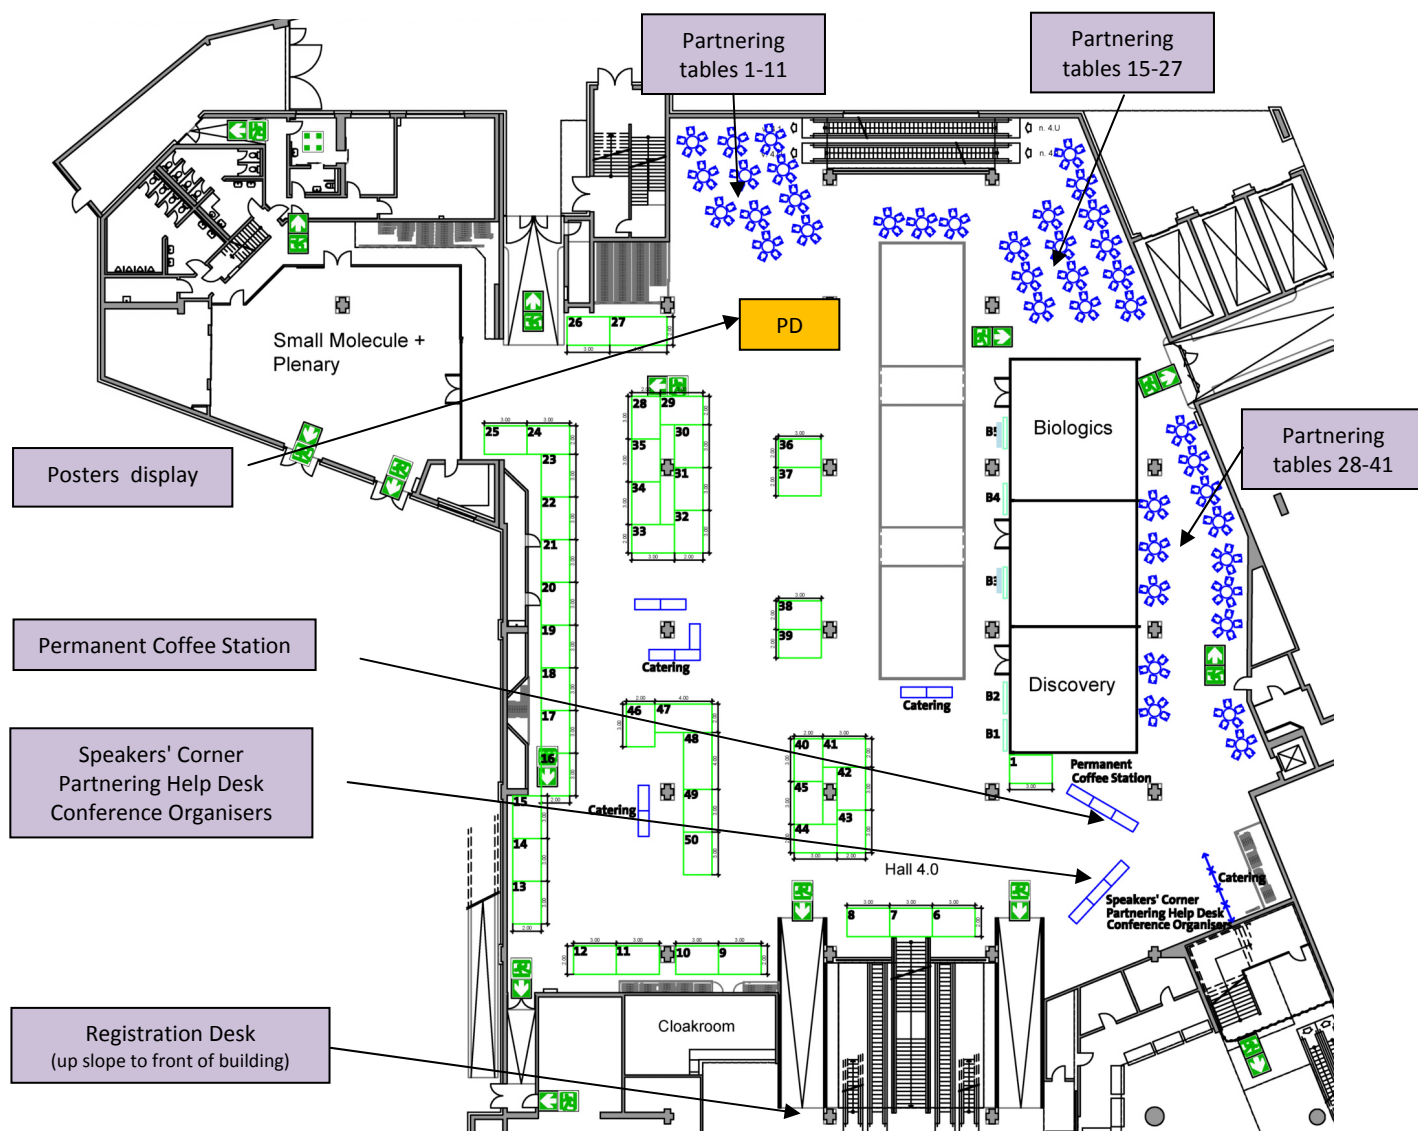 Partnering
tables 1-11
Partnering
tables 15-27
n. 4.U
Small Molecule +
Plenary
26
27
PD
Posters display
Biologics
Partnering
tables 28-41
25
24
23
22
21
20
19
18
17
16
15
14
13
28
29
30
31
32
33
34
35
36
37
38
39
B5
B4
B3
B2
B1
Permanent Coffee Station
Catering
Discovery
Catering
Speakers' Corner
Partnering Help Desk
Conference Organisers
46
47
48
49
50
Catering
40
41
42
43
44
45
1
Permanent
Coffee Station
Hall 4.0
Speakers' Corner
Partnering Help Desk
Conference Organisers
Catering
8
7
6
12
11
10
9
Cloakroom
Registration Desk
(up slope to front of building)